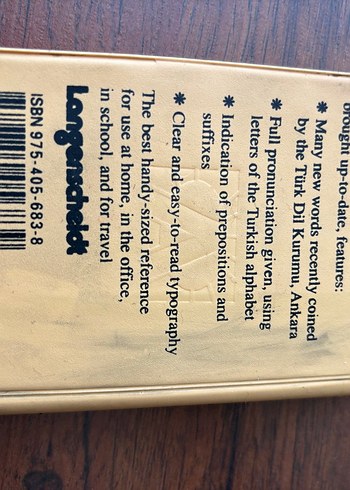 brought up-to-date, features:
* Many new words recently coined
by the Türk Dil Kurumu, Ankara
* Full pronunciation given, using
letters of the Turkish alphabet
* Indication of prepositions and
suffixes
* Clear and easy-to-read typography
The best handy-sized reference
for use at home, in the office,
in school, and for travel
Langenscheidt
ISBN 975-405-683-8